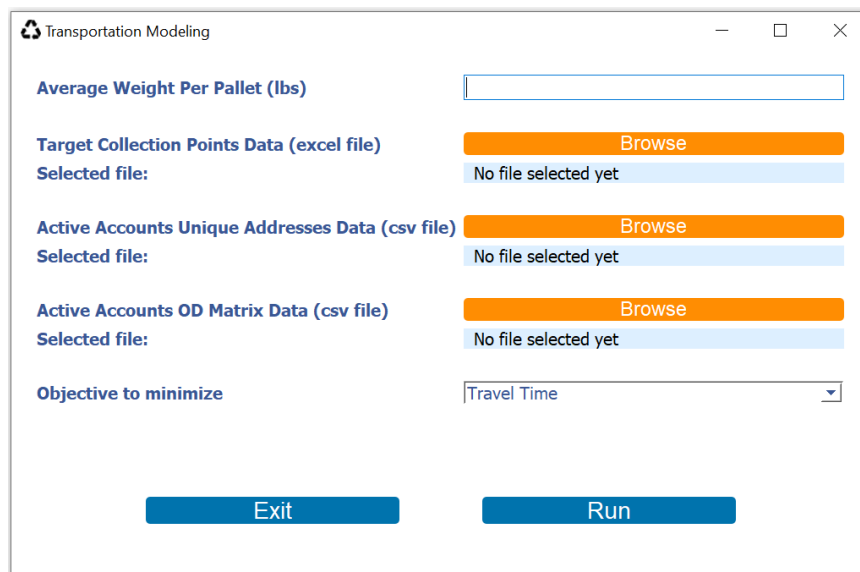 Transportation Modeling
Average Weight Per Pallet (lbs)
Target Collection Points Data (excel file) Browse
Selected file: No file selected yet
Active Accounts Unique Addresses Data (csv file) Browse
Selected file: No file selected yet
Active Accounts OD Matrix Data (csv file) Browse
Selected file: No file selected yet
Objective to minimize Travel Time
Exit Run